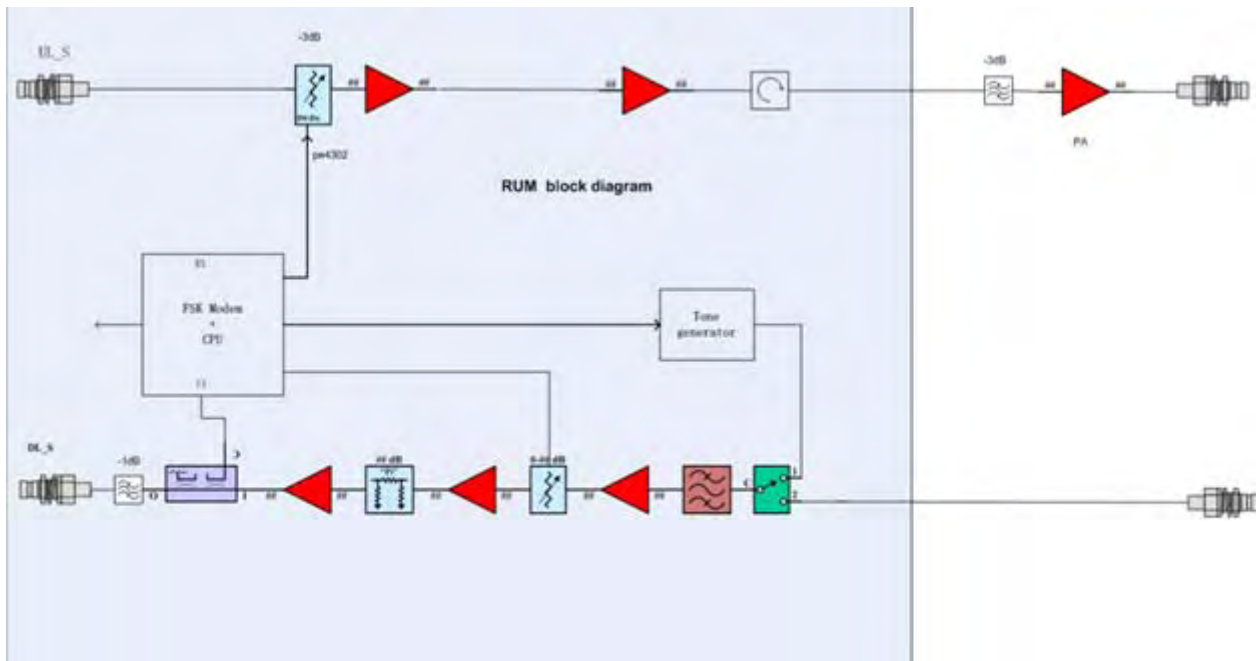 UL_S
-3dB
-3dB
##
##
##
##
##
##
pe4302
PA
RUM block diagram
FSK Modem
+
CPU
Tone
generator
DL_S
-1dB
O
I
##
##
## dB
##
##
0-## dB
##
##
C
1
2